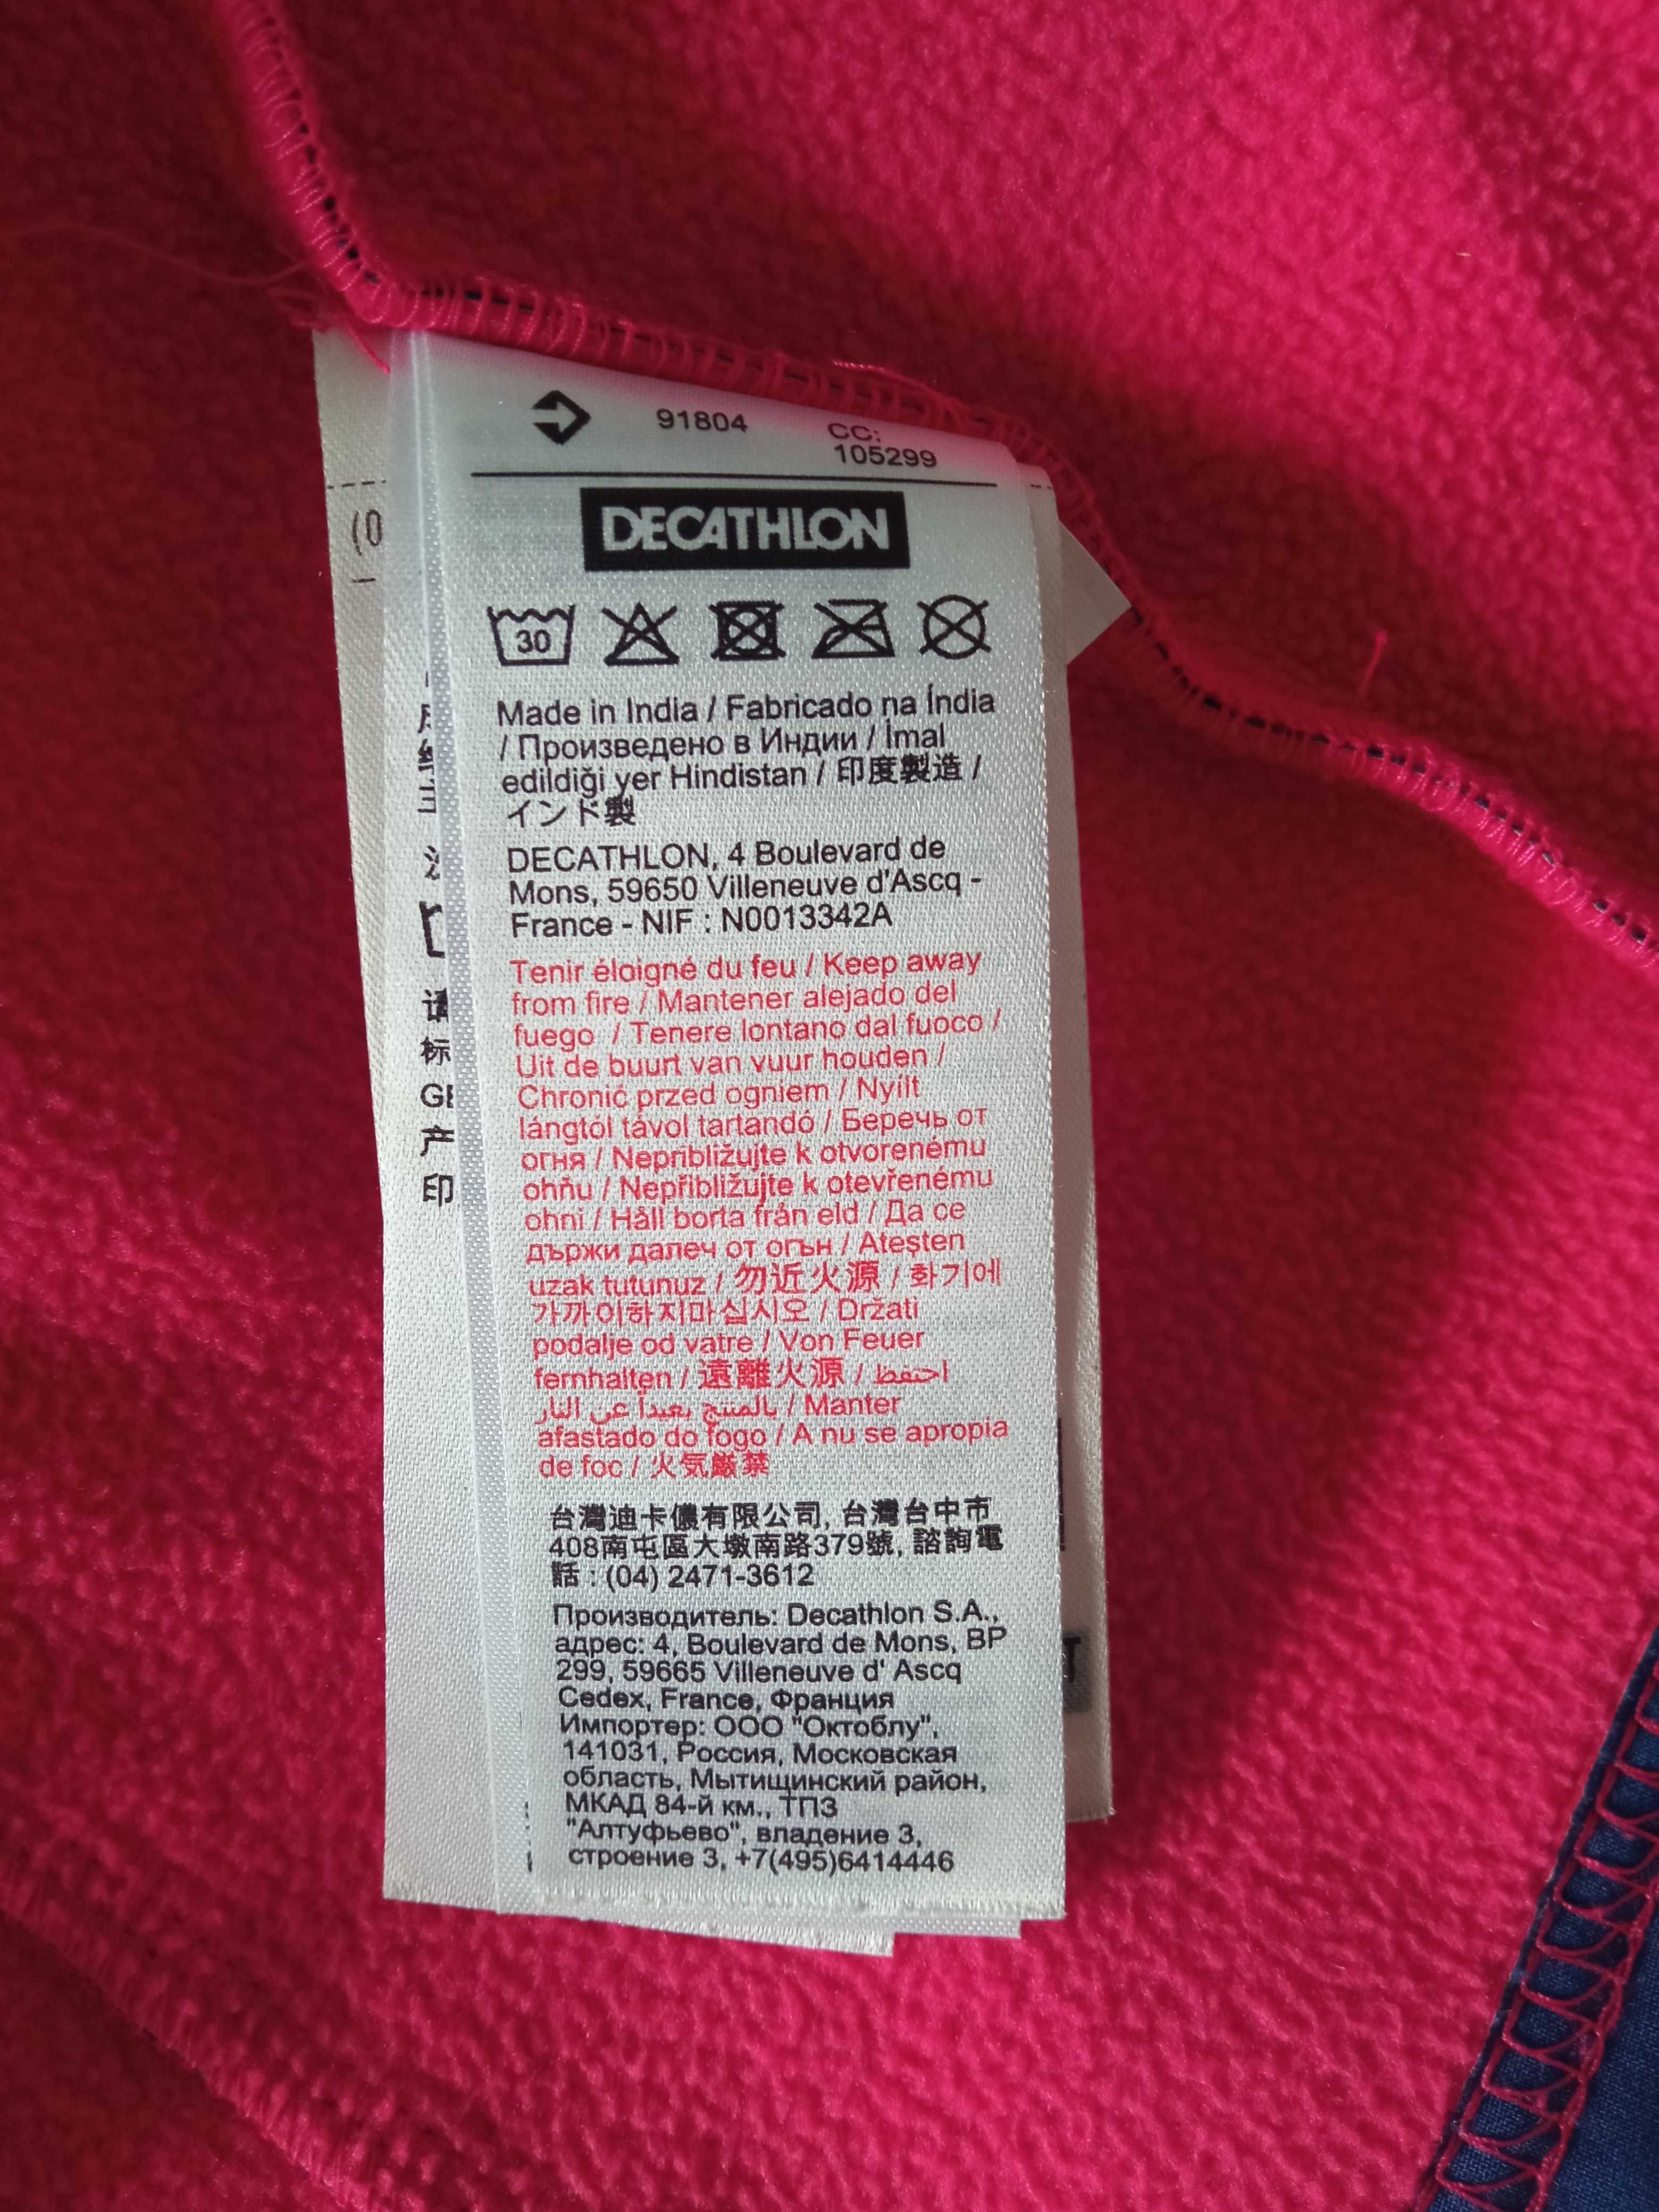 91804
CC:
105299
DECATHLON
30
(0
Made in India / Fabricado na Índia
/ Произведено в Индии / İmal
edildiği yer Hindistan / 印度製造 /
インド製
DECATHLON, 4 Boulevard de
Mons, 59650 Villeneuve d'Ascq -
France - NIF : N0013342A
Tenir éloigné du feu / Keep away
from fire / Mantener alejado del
fuego / Tenere lontano dal fuoco /
Uit de buurt van vuur houden /
Chronić przed ogniem / Nyílt
lángtól távol tartandó / Беречь от
огня / Nepribližujte k otvorenému
ohňu / Nepřibližujte k otevřenému
ohni / Håll borta från eld / Да се
държи далеч от огън / Ateşten
uzak tutunuz / 勿近火源 / 화기에
가까이하지마십시오 / Držati
podalje od vatre / Von Feuer
fernhalten / 遠離火源 / احتفظ
بالمنتج بعيداً عن النار / Manter
afastado do fogo / A nu se apropia
de foc / 火気厳禁
台灣迪卡儂有限公司, 台灣台中市
408南屯區大墩南路379號, 諮詢電
話 : (04) 2471-3612
Производитель: Decathlon S.A.,
адрес: 4, Boulevard de Mons, BP
299, 59665 Villeneuve d' Ascq
Cedex, France, Франция
Импортер: ООО "Октоблу",
141031, Россия, Московская
область, Мытищинский район,
МКАД 84-й км., ТПЗ
"Алтуфьево", владение 3,
строение 3, +7(495)6414446
标
产
印